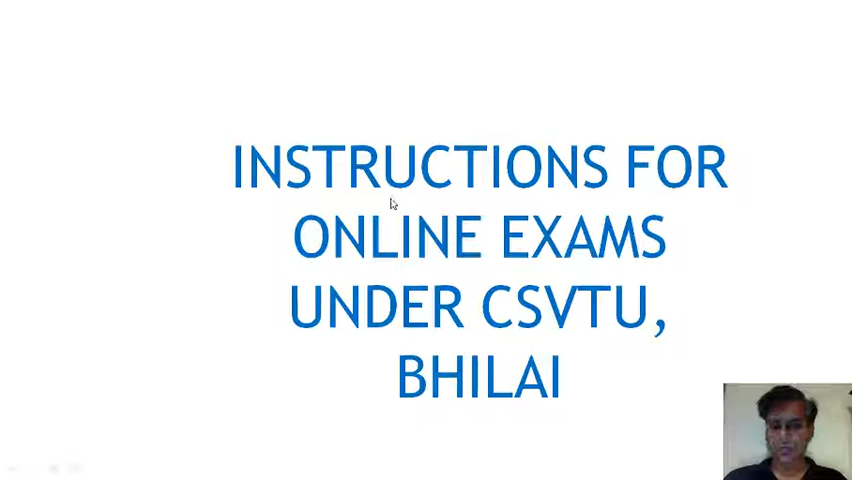 INSTRUCTIONS FOR
ONLINE EXAMS
UNDER CSVTU,
BHILAI